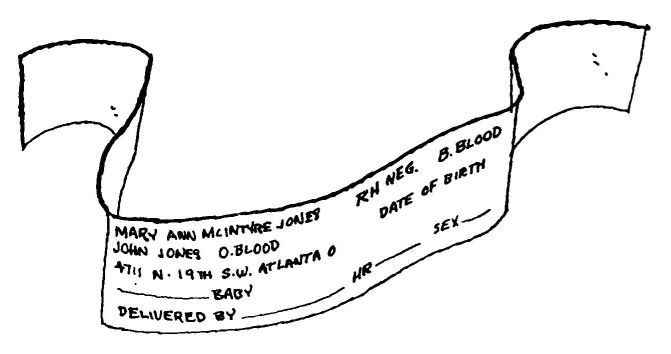 MARY ANN MCINTYRE JONES RH NEG. B.BLOOD
JOHN JONES O.BLOOD DATE OF BIRTH
4711 N. 19TH S.W. ATLANTA O HR SEX
BABY
DELIVERED BY